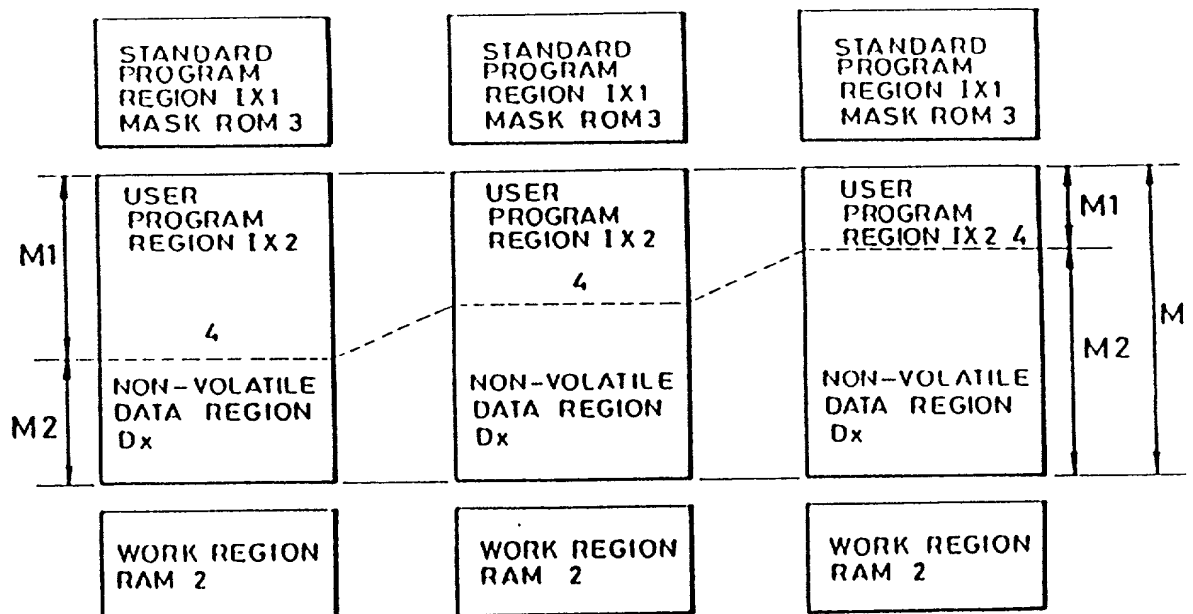 STANDARD
PROGRAM
REGION IX1
MASK ROM 3
STANDARD
PROGRAM
REGION IX1
MASK ROM 3
STANDARD
PROGRAM
REGION IX1
MASK ROM 3
M1
M2
USER
PROGRAM
REGION IX2
4
NON-VOLATILE
DATA REGION
Dx
USER
PROGRAM
REGION IX2
4
NON-VOLATILE
DATA REGION
Dx
USER
PROGRAM
REGION IX2 4
NON-VOLATILE
DATA REGION
Dx
M1
M2
M
WORK REGION
RAM 2
WORK REGION
RAM 2
WORK REGION
RAM 2